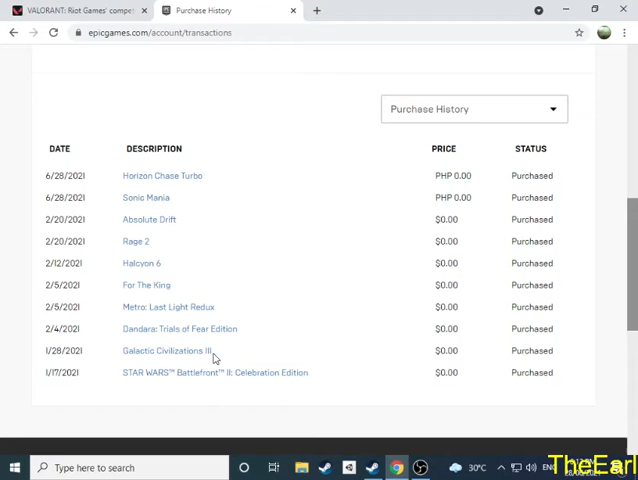 VALORANT: Riot Games' compe
Purchase History
epicgames.com/account/transactions
Purchase History
DATE DESCRIPTION PRICE STATUS
6/28/2021 Horizon Chase Turbo PHP 0.00 Purchased
6/28/2021 Sonic Mania PHP 0.00 Purchased
2/20/2021 Absolute Drift $0.00 Purchased
2/20/2021 Rage 2 $0.00 Purchased
2/12/2021 Halcyon 6 $0.00 Purchased
2/5/2021 For The King $0.00 Purchased
2/5/2021 Metro: Last Light Redux $0.00 Purchased
2/4/2021 Dandara: Trials of Fear Edition $0.00 Purchased
1/28/2021 Galactic Civilizations III $0.00 Purchased
1/17/2021 STAR WARS™ Battlefront™ II: Celebration Edition $0.00 Purchased
Type here to search
30°C
TheEarl